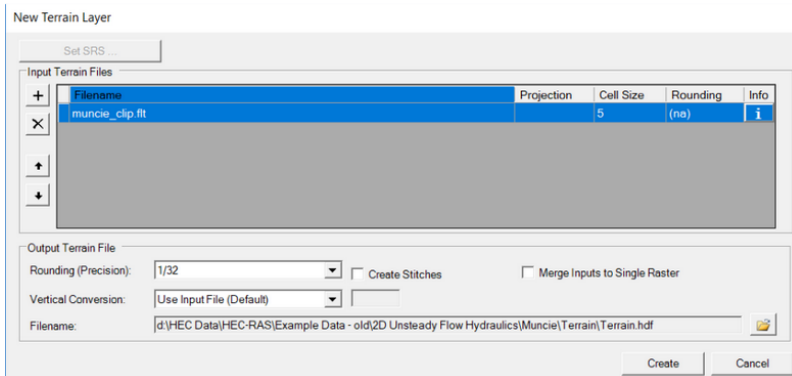 New Terrain Layer
Set SRS ...
Input Terrain Files
Filename Projection Cell Size Rounding Info
muncie_clip.flt 5 (na) i
Output Terrain File
Rounding (Precision): 1/32 Create Stitches Merge Inputs to Single Raster
Vertical Conversion: Use Input File (Default)
Filename: d:\HEC Data\HEC-RAS\Example Data - old\2D Unsteady Flow Hydraulics\Muncie\Terrain\Terrain.hdf
Create Cancel